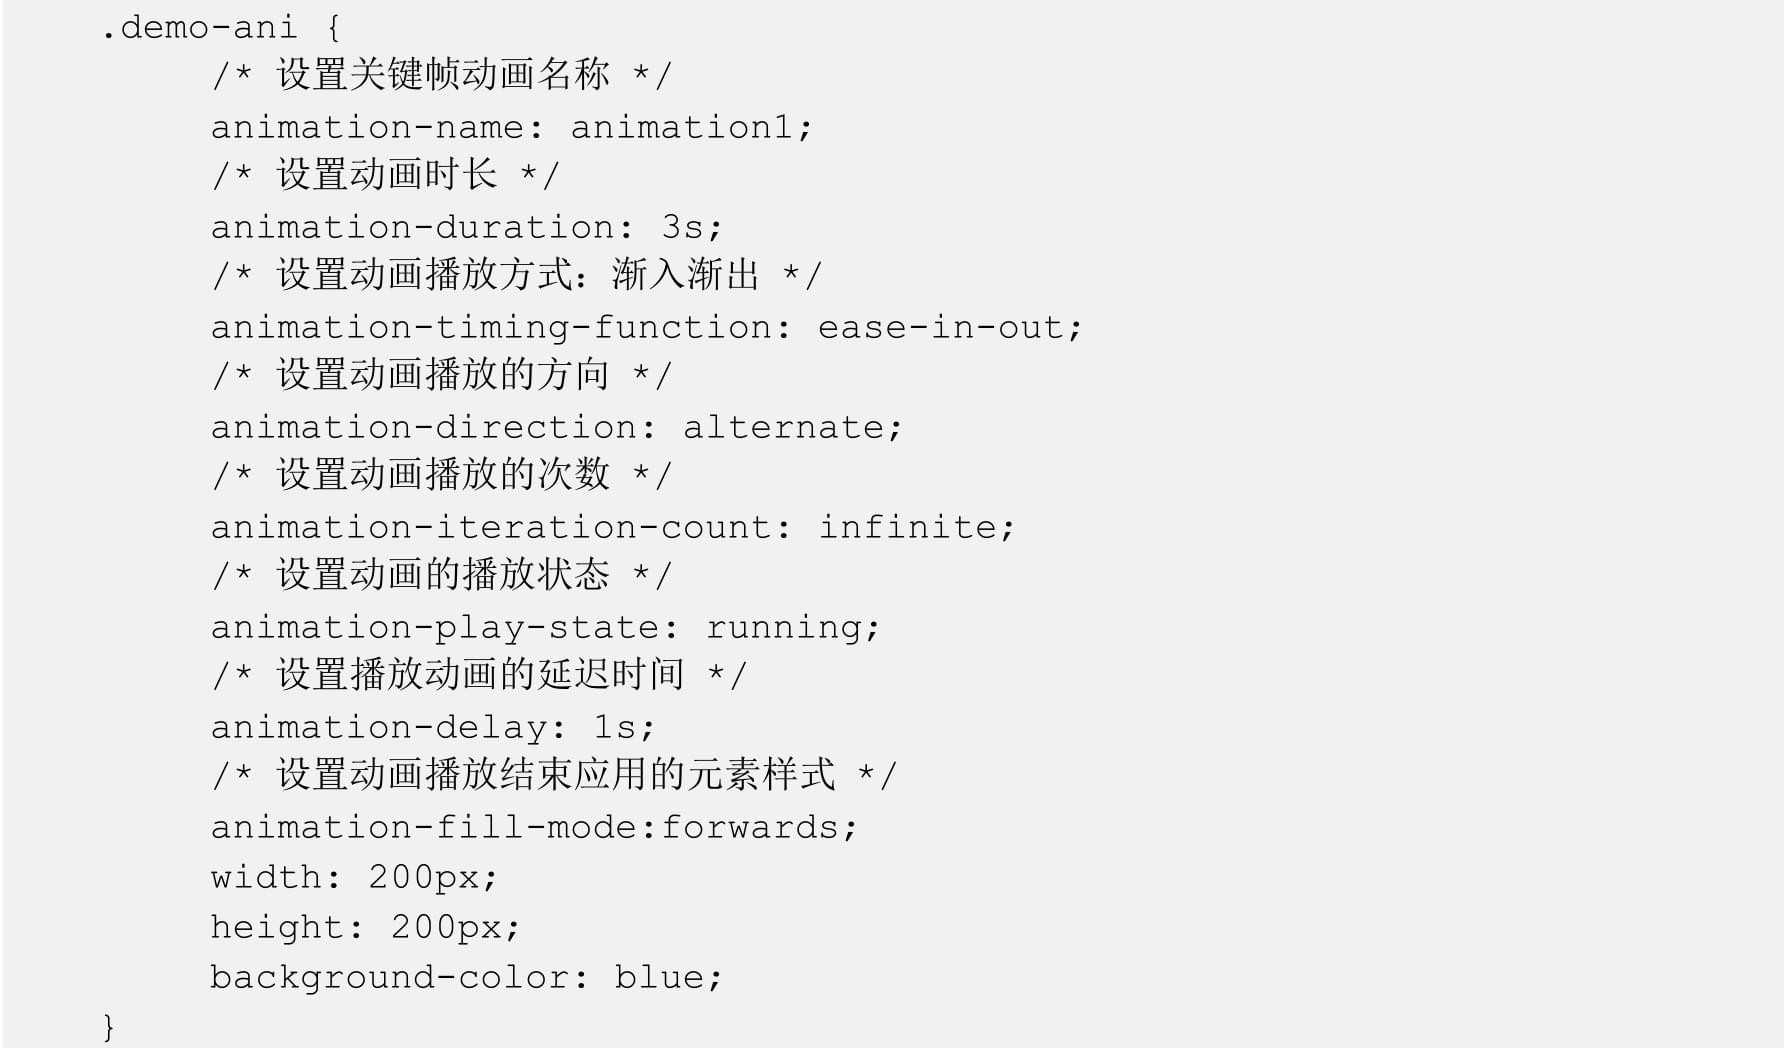 .demo-ani {
/* 设置关键帧动画名称 */
animation-name: animation1;
/* 设置动画时长 */
animation-duration: 3s;
/* 设置动画播放方式：渐入渐出 */
animation-timing-function: ease-in-out;
/* 设置动画播放的方向 */
animation-direction: alternate;
/* 设置动画播放的次数 */
animation-iteration-count: infinite;
/* 设置动画的播放状态 */
animation-play-state: running;
/* 设置播放动画的延迟时间 */
animation-delay: 1s;
/* 设置动画播放结束应用的元素样式 */
animation-fill-mode:forwards;
width: 200px;
height: 200px;
background-color: blue;
}